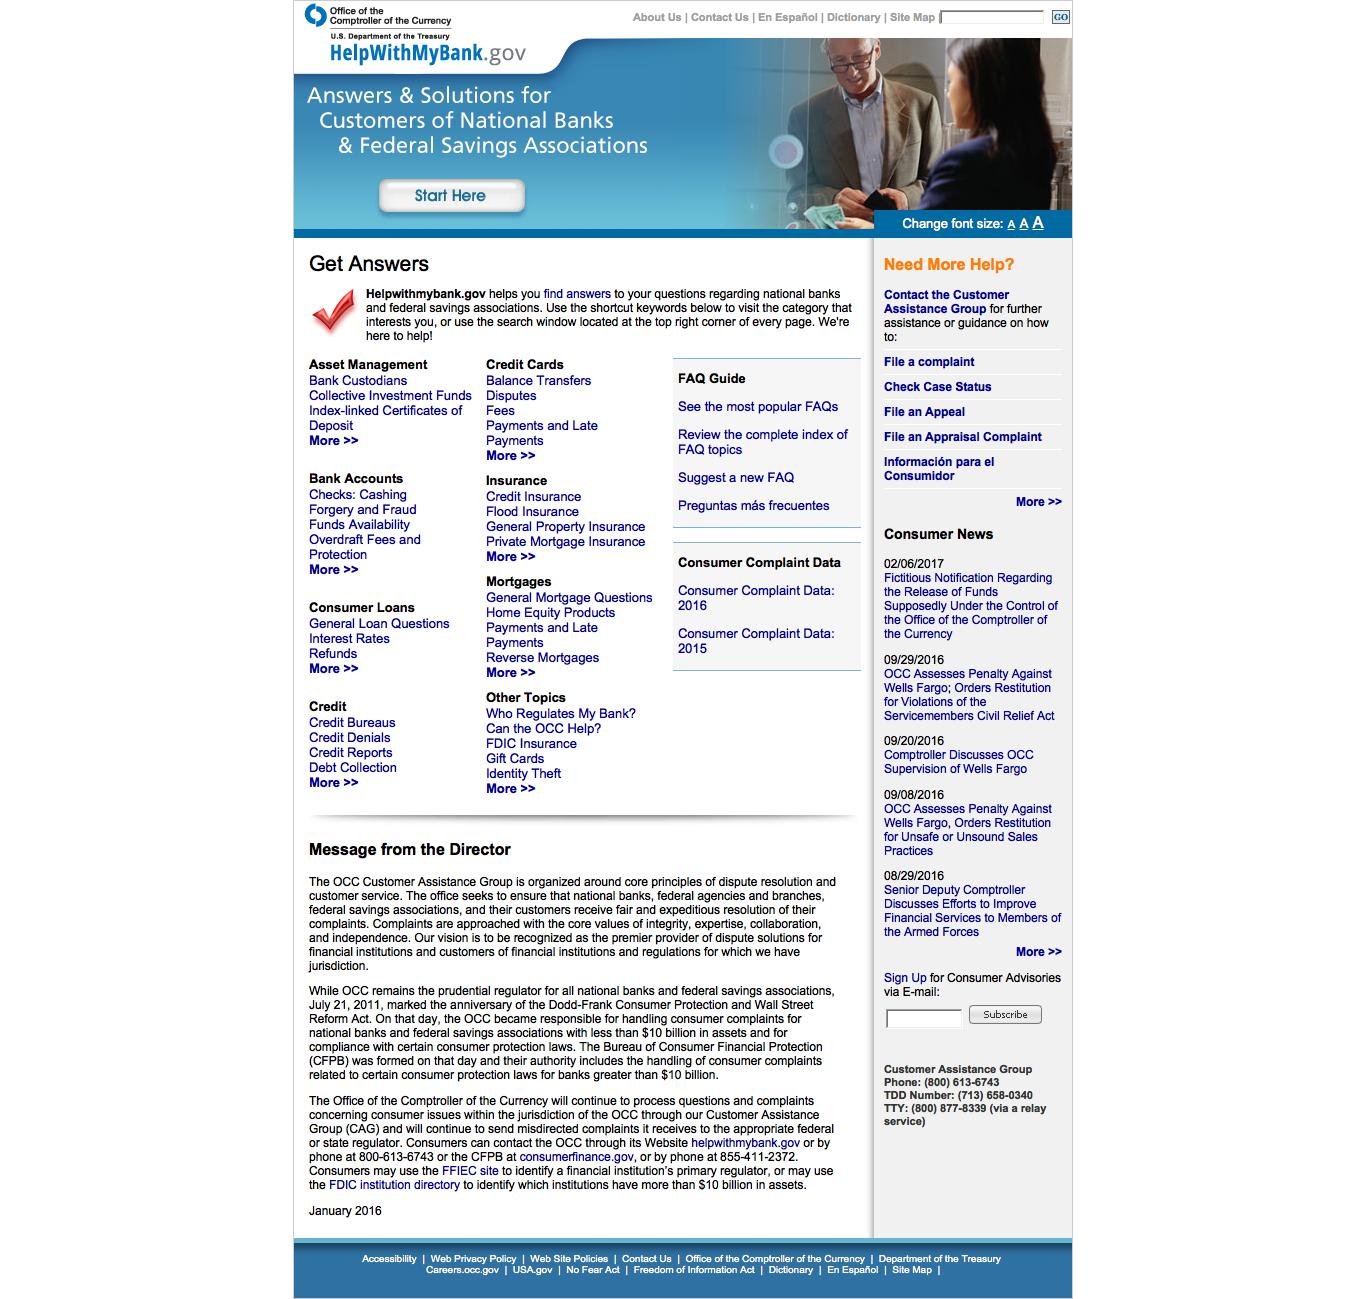 Office of the
Comptroller of the Currency
U.S. Department of the Treasury
HelpWithMyBank.gov
About Us | Contact Us | En Español | Dictionary | Site Map |
GO
Answers & Solutions for
Customers of National Banks
& Federal Savings Associations
Start Here
Change font size: A A A
Get Answers
Helpwithmybank.gov helps you find answers to your questions regarding national banks
and federal savings associations. Use the shortcut keywords below to visit the category that
interests you, or use the search window located at the top right corner of every page. We're
here to help!
Asset Management
Bank Custodians
Collective Investment Funds
Index-linked Certificates of
Deposit
More >>
Bank Accounts
Checks: Cashing
Forgery and Fraud
Funds Availability
Overdraft Fees and
Protection
More >>
Consumer Loans
General Loan Questions
Interest Rates
Refunds
More >>
Credit
Credit Bureaus
Credit Denials
Credit Reports
Debt Collection
More >>
Credit Cards
Balance Transfers
Disputes
Fees
Payments and Late
Payments
More >>
Insurance
Credit Insurance
Flood Insurance
General Property Insurance
Private Mortgage Insurance
More >>
Mortgages
General Mortgage Questions
Home Equity Products
Payments and Late
Payments
Reverse Mortgages
More >>
Other Topics
Who Regulates My Bank?
Can the OCC Help?
FDIC Insurance
Gift Cards
Identity Theft
More >>
FAQ Guide
See the most popular FAQs
Review the complete index of
FAQ topics
Suggest a new FAQ
Preguntas más frecuentes
Consumer Complaint Data
Consumer Complaint Data:
2016
Consumer Complaint Data:
2015
Message from the Director
The OCC Customer Assistance Group is organized around core principles of dispute resolution and
customer service. The office seeks to ensure that national banks, federal agencies and branches,
federal savings associations, and their customers receive fair and expeditious resolution of their
complaints. Complaints are approached with the core values of integrity, expertise, collaboration,
and independence. Our vision is to be recognized as the premier provider of dispute solutions for
financial institutions and customers of financial institutions and regulations for which we have
jurisdiction.
While OCC remains the prudential regulator for all national banks and federal savings associations,
July 21, 2011, marked the anniversary of the Dodd-Frank Consumer Protection and Wall Street
Reform Act. On that day, the OCC became responsible for handling consumer complaints for
national banks and federal savings associations with less than $10 billion in assets and for
compliance with certain consumer protection laws. The Bureau of Consumer Financial Protection
(CFPB) was formed on that day and their authority includes the handling of consumer complaints
related to certain consumer protection laws for banks greater than $10 billion.
The Office of the Comptroller of the Currency will continue to process questions and complaints
concerning consumer issues within the jurisdiction of the OCC through our Customer Assistance
Group (CAG) and will continue to send misdirected complaints it receives to the appropriate federal
or state regulator. Consumers can contact the OCC through its Website helpwithmybank.gov or by
phone at 800-613-6743 or the CFPB at consumerfinance.gov, or by phone at 855-411-2372.
Consumers may use the FFIEC site to identify a financial institution's primary regulator, or may use
the FDIC institution directory to identify which institutions have more than $10 billion in assets.
January 2016
Need More Help?
Contact the Customer
Assistance Group for further
assistance or guidance on how
to:
File a complaint
Check Case Status
File an Appeal
File an Appraisal Complaint
Información para el
Consumidor
More >>
Consumer News
02/06/2017
Fictitious Notification Regarding
the Release of Funds
Supposedly Under the Control of
the Office of the Comptroller of
the Currency
09/29/2016
OCC Assesses Penalty Against
Wells Fargo; Orders Restitution
for Violations of the
Servicemembers Civil Relief Act
09/20/2016
Comptroller Discusses OCC
Supervision of Wells Fargo
09/08/2016
OCC Assesses Penalty Against
Wells Fargo, Orders Restitution
for Unsafe or Unsound Sales
Practices
08/29/2016
Senior Deputy Comptroller
Discusses Efforts to Improve
Financial Services to Members of
the Armed Forces
More >>
Sign Up for Consumer Advisories
via E-mail:
Subscribe
Customer Assistance Group
Phone: (800) 613-6743
TDD Number: (713) 658-0340
TTY: (800) 877-8339 (via a relay
service)
Accessibility | Web Privacy Policy | Web Site Policies | Contact Us | Office of the Comptroller of the Currency | Department of the Treasury
Careers.occ.gov | USA.gov | No Fear Act | Freedom of Information Act | Dictionary | En Español | Site Map |